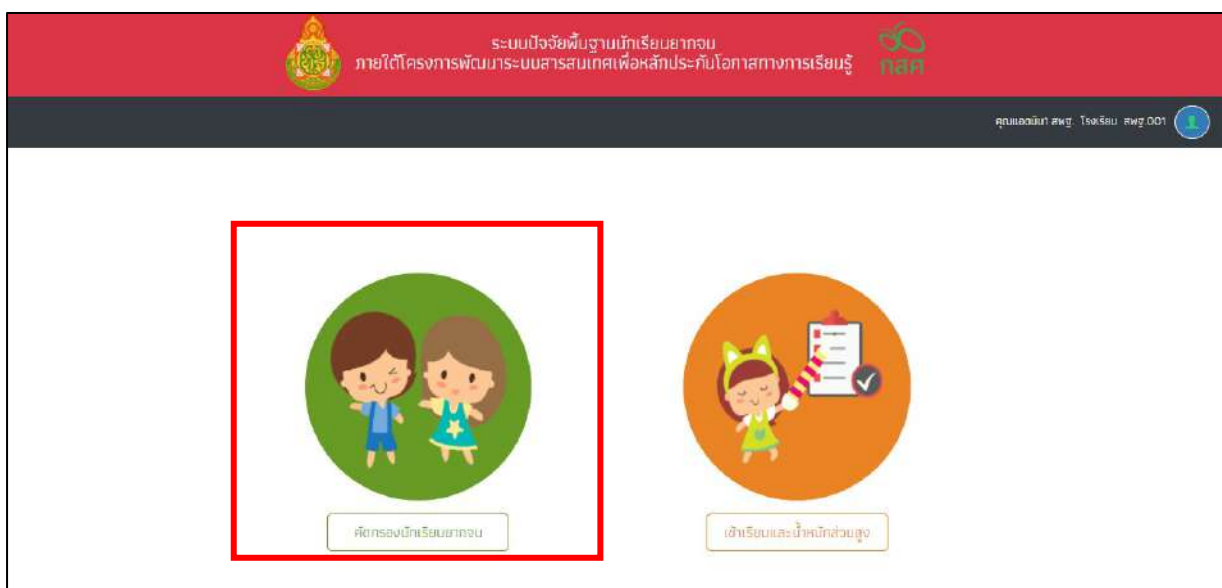 ระบบปัจจัยพื้นฐานนักเรียนยากจน
ภายใต้โครงการพัฒนาระบบสารสนเทศเพื่อหลักประกันโอกาสทางการเรียนรู้
กสศ
คุณแอดมิน1 สพฐ. โรงเรียน สพฐ.001
คัดกรองนักเรียนยากจน
เข้าเรียนและน้ำหนักส่วนสูง